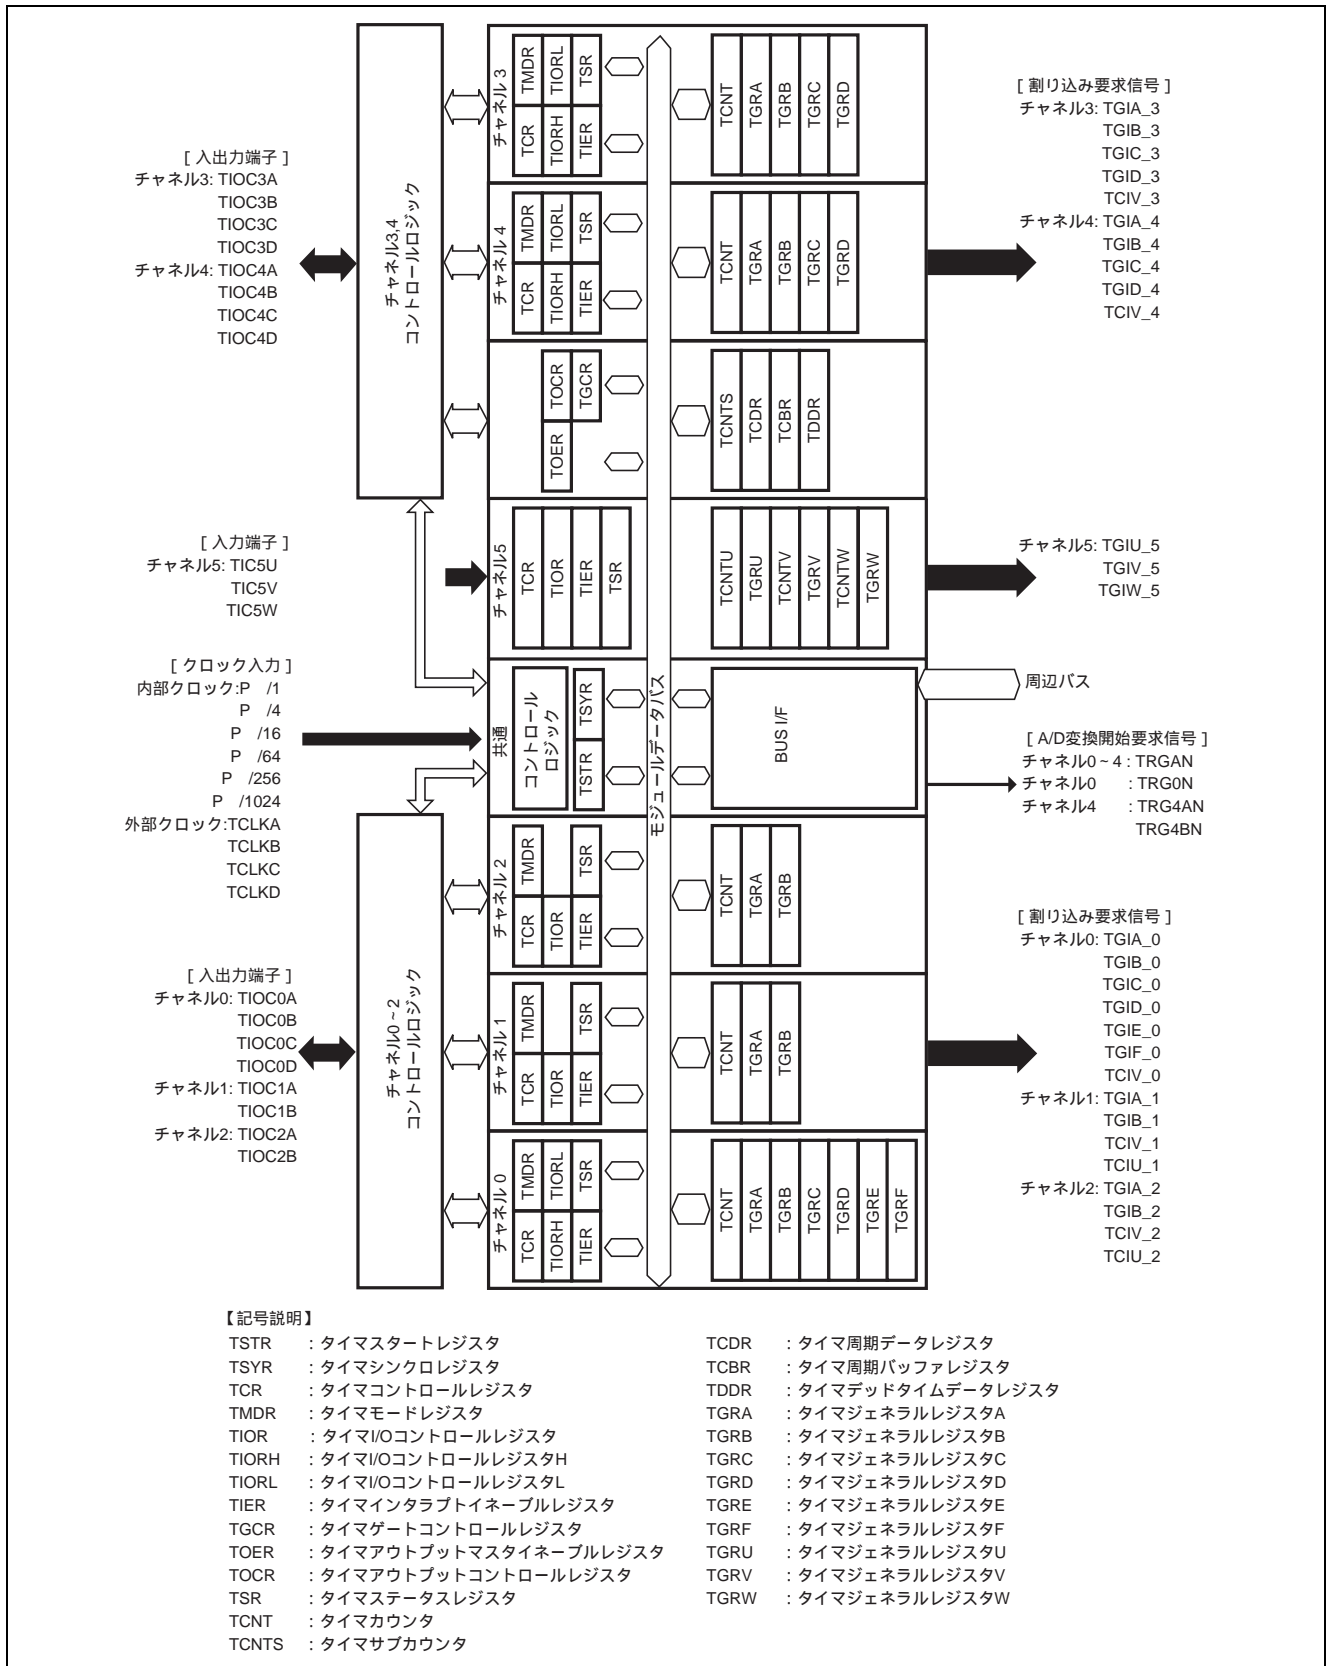 [ 入出力端子 ]
チャネル3: TIOC3A
TIOC3B
TIOC3C
TIOC3D
チャネル4: TIOC4A
TIOC4B
TIOC4C
TIOC4D
[ 入力端子 ]
チャネル5: TIC5U
TIC5V
TIC5W
[ クロック入力 ]
内部クロック:P /1
P /4
P /16
P /64
P /256
P /1024
外部クロック:TCLKA
TCLKB
TCLKC
TCLKD
[ 入出力端子 ]
チャネル0: TIOC0A
TIOC0B
TIOC0C
TIOC0D
チャネル1: TIOC1A
TIOC1B
チャネル2: TIOC2A
TIOC2B
チャネル3,4
コントロールロジック
チャネル0~2
コントロールロジック
チャネル 3
TCR
TMDR
TIORH
TIORL
TIER
TSR
TCNT
TGRA
TGRB
TGRC
TGRD
チャネル 4
TCR
TMDR
TIORH
TIORL
TIER
TSR
TCNT
TGRA
TGRB
TGRC
TGRD
TOER
TOCR
TGCR
TCNTS
TCDR
TCBR
TDDR
チャネル5
TCR
TIOR
TIER
TSR
TCNTU
TGRU
TCNTV
TGRV
TCNTW
TGRW
共通
コントロール
ロジック
TSTR
TSYR
モジュールデータバス
BUS I/F
チャネル 2
TCR
TMDR
TIOR
TIER
TSR
TCNT
TGRA
TGRB
チャネル 1
TCR
TMDR
TIOR
TIER
TSR
TCNT
TGRA
TGRB
チャネル 0
TCR
TMDR
TIORH
TIORL
TIER
TSR
TCNT
TGRA
TGRB
TGRC
TGRD
TGRE
TGRF
[ 割り込み要求信号 ]
チャネル3: TGIA_3
TGIB_3
TGIC_3
TGID_3
TCIV_3
チャネル4: TGIA_4
TGIB_4
TGIC_4
TGID_4
TCIV_4
チャネル5: TGIU_5
TGIV_5
TGIW_5
周辺バス
[ A/D変換開始要求信号 ]
チャネル0~4 : TRGAN
チャネル0 : TRG0N
チャネル4 : TRG4AN
TRG4BN
[ 割り込み要求信号 ]
チャネル0: TGIA_0
TGIB_0
TGIC_0
TGID_0
TGIE_0
TGIF_0
TCIV_0
チャネル1: TGIA_1
TGIB_1
TCIV_1
TCIU_1
チャネル2: TGIA_2
TGIB_2
TCIV_2
TCIU_2
【記号説明】
TSTR : タイマスタートレジスタ
TSYR : タイマシンクロレジスタ
TCR : タイマコントロールレジスタ
TMDR : タイマモードレジスタ
TIOR : タイマI/Oコントロールレジスタ
TIORH : タイマI/OコントロールレジスタH
TIORL : タイマI/OコントロールレジスタL
TIER : タイマインタラプトイネーブルレジスタ
TGCR : タイマゲートコントロールレジスタ
TOER : タイマアウトプットマスタイネーブルレジスタ
TOCR : タイマアウトプットコントロールレジスタ
TSR : タイマステータスレジスタ
TCNT : タイマカウンタ
TCNTS : タイマサブカウンタ
TCDR : タイマ周期データレジスタ
TCBR : タイマ周期バッファレジスタ
TDDR : タイマデッドタイムデータレジスタ
TGRA : タイマジェネラルレジスタA
TGRB : タイマジェネラルレジスタB
TGRC : タイマジェネラルレジスタC
TGRD : タイマジェネラルレジスタD
TGRE : タイマジェネラルレジスタE
TGRF : タイマジェネラルレジスタF
TGRU : タイマジェネラルレジスタU
TGRV : タイマジェネラルレジスタV
TGRW : タイマジェネラルレジスタW